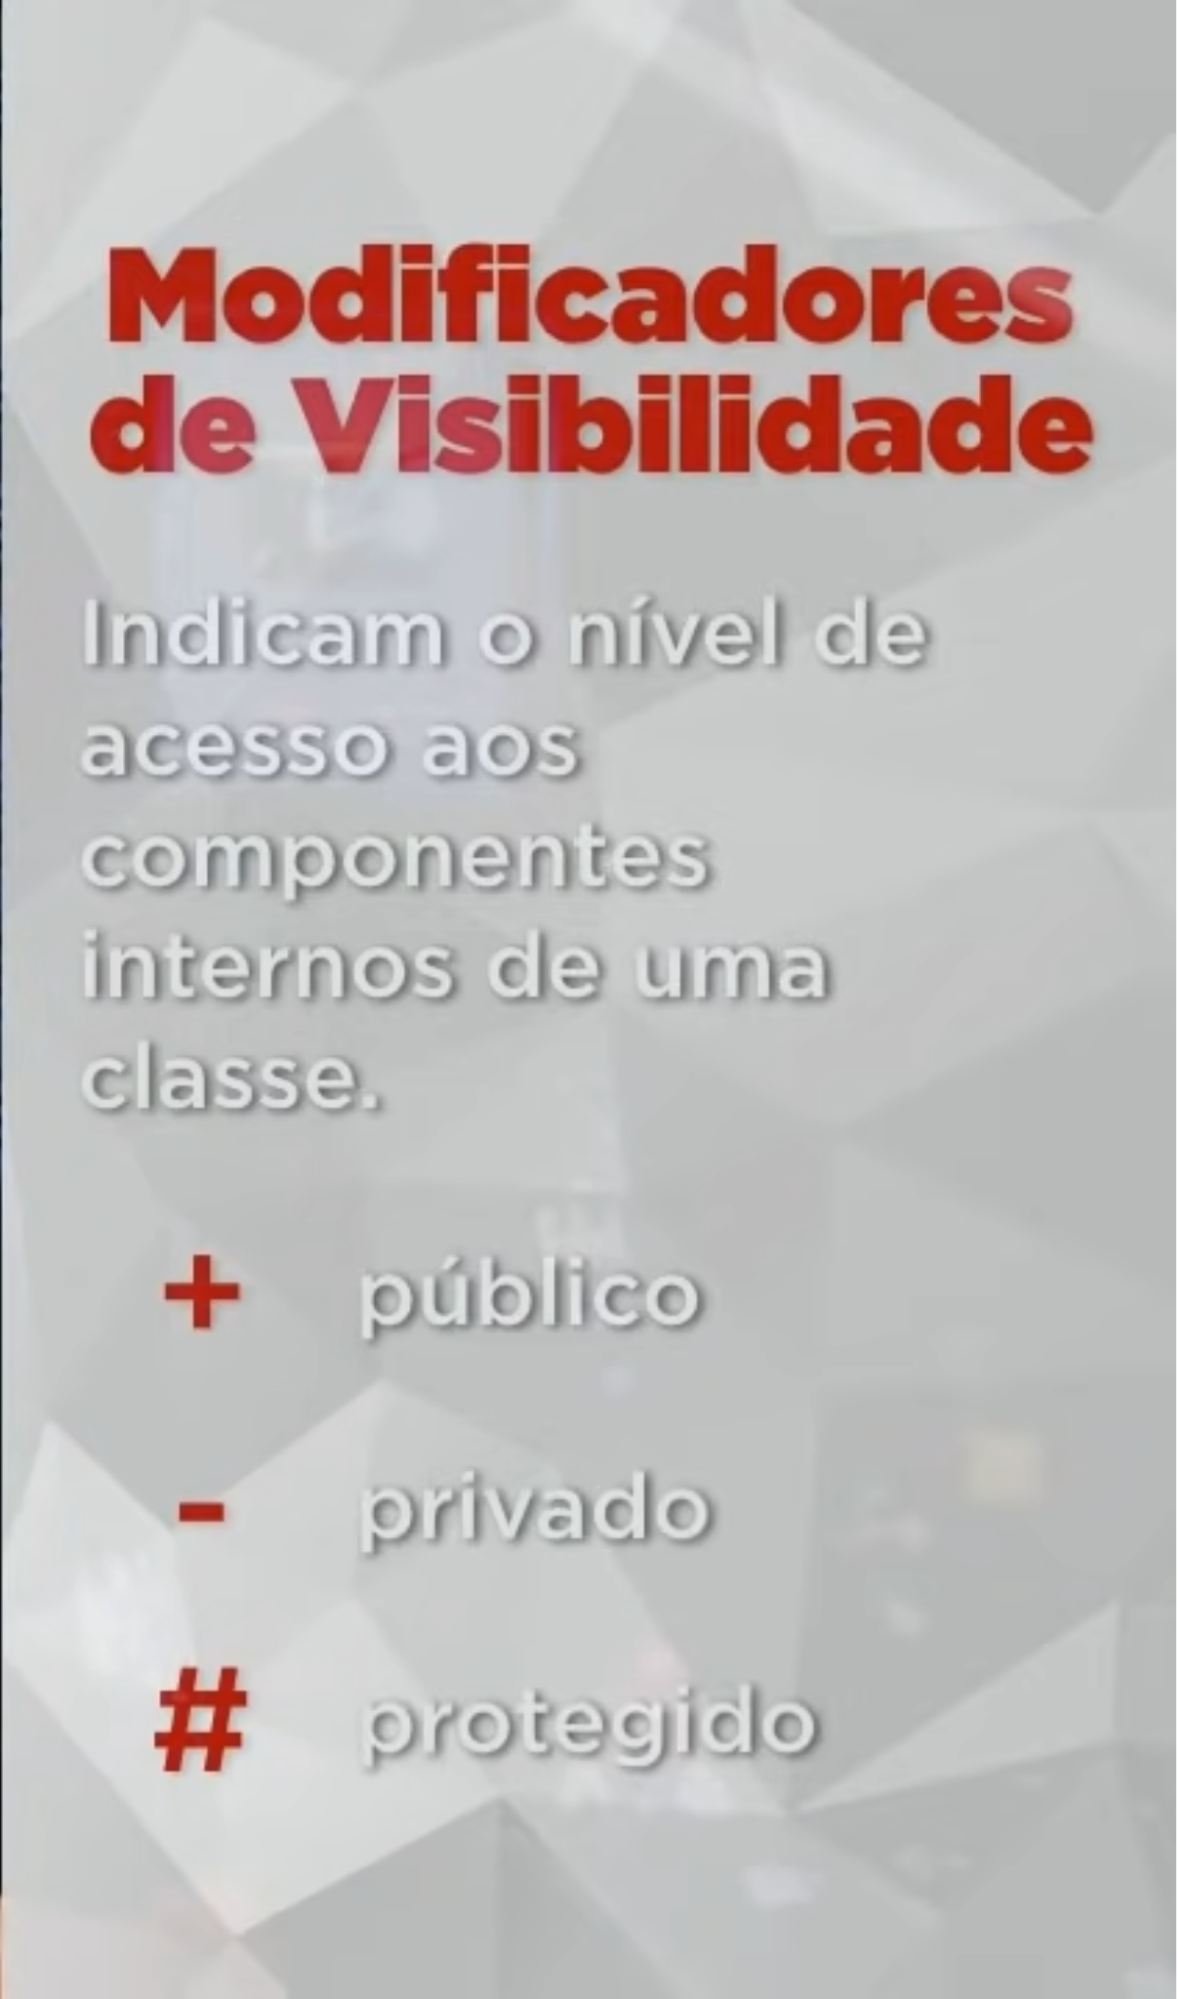 Modificadores
de Visibilidade
Indicam o nível de
acesso aos
componentes
internos de uma
classe.
+ público
- privado
# protegido